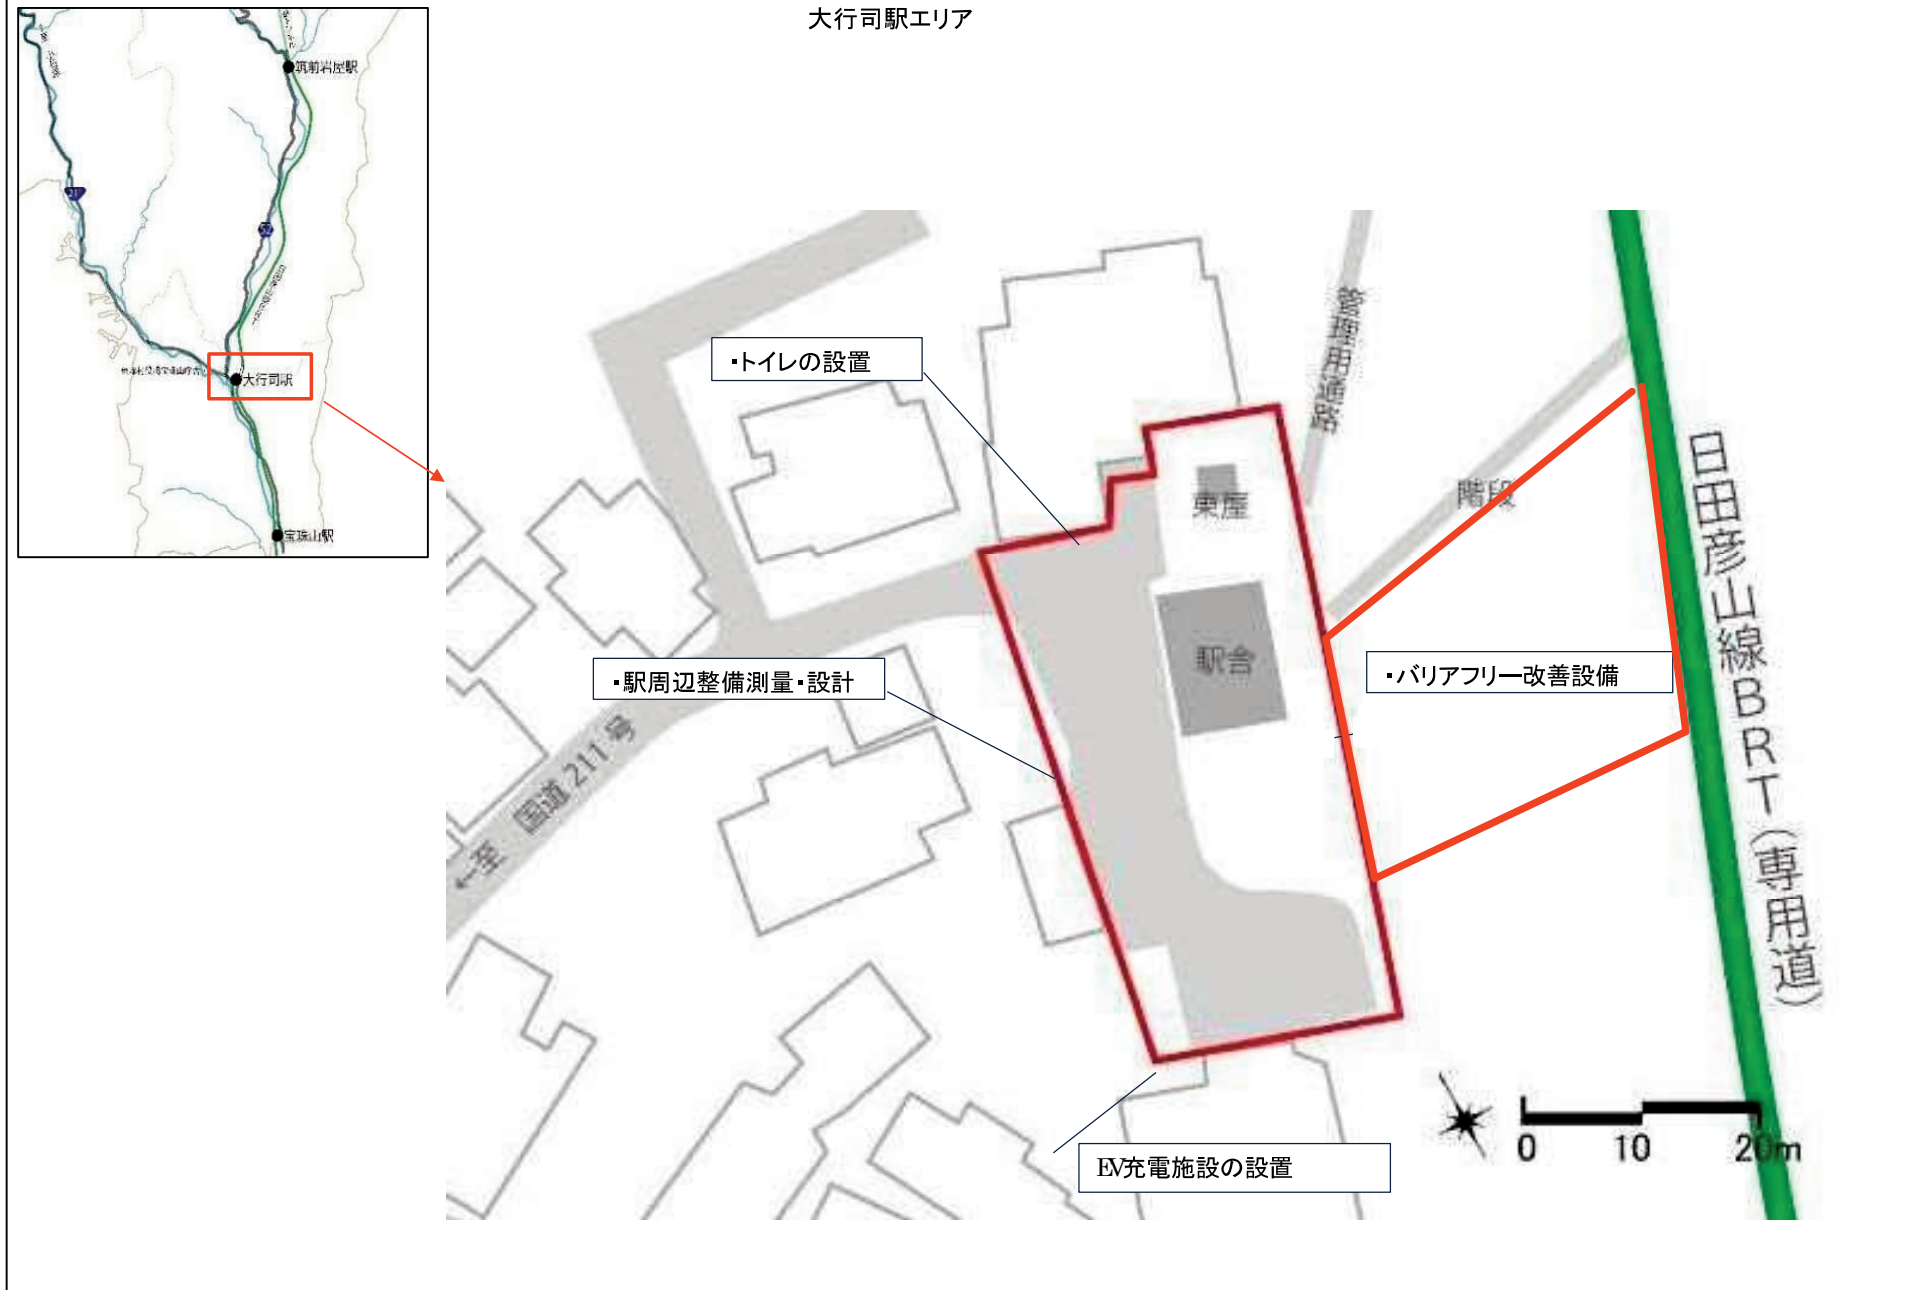 大行司駅エリア
筑前岩屋駅
52
大行司駅
宝珠山駅
・トイレの設置
管理用通路
東屋
階段
駅舎
・駅周辺整備測量・設計
・バリアフリー改善設備
日田彦山線BRT(専用道)
←至 国道211号
EV充電施設の設置
0 10 20m